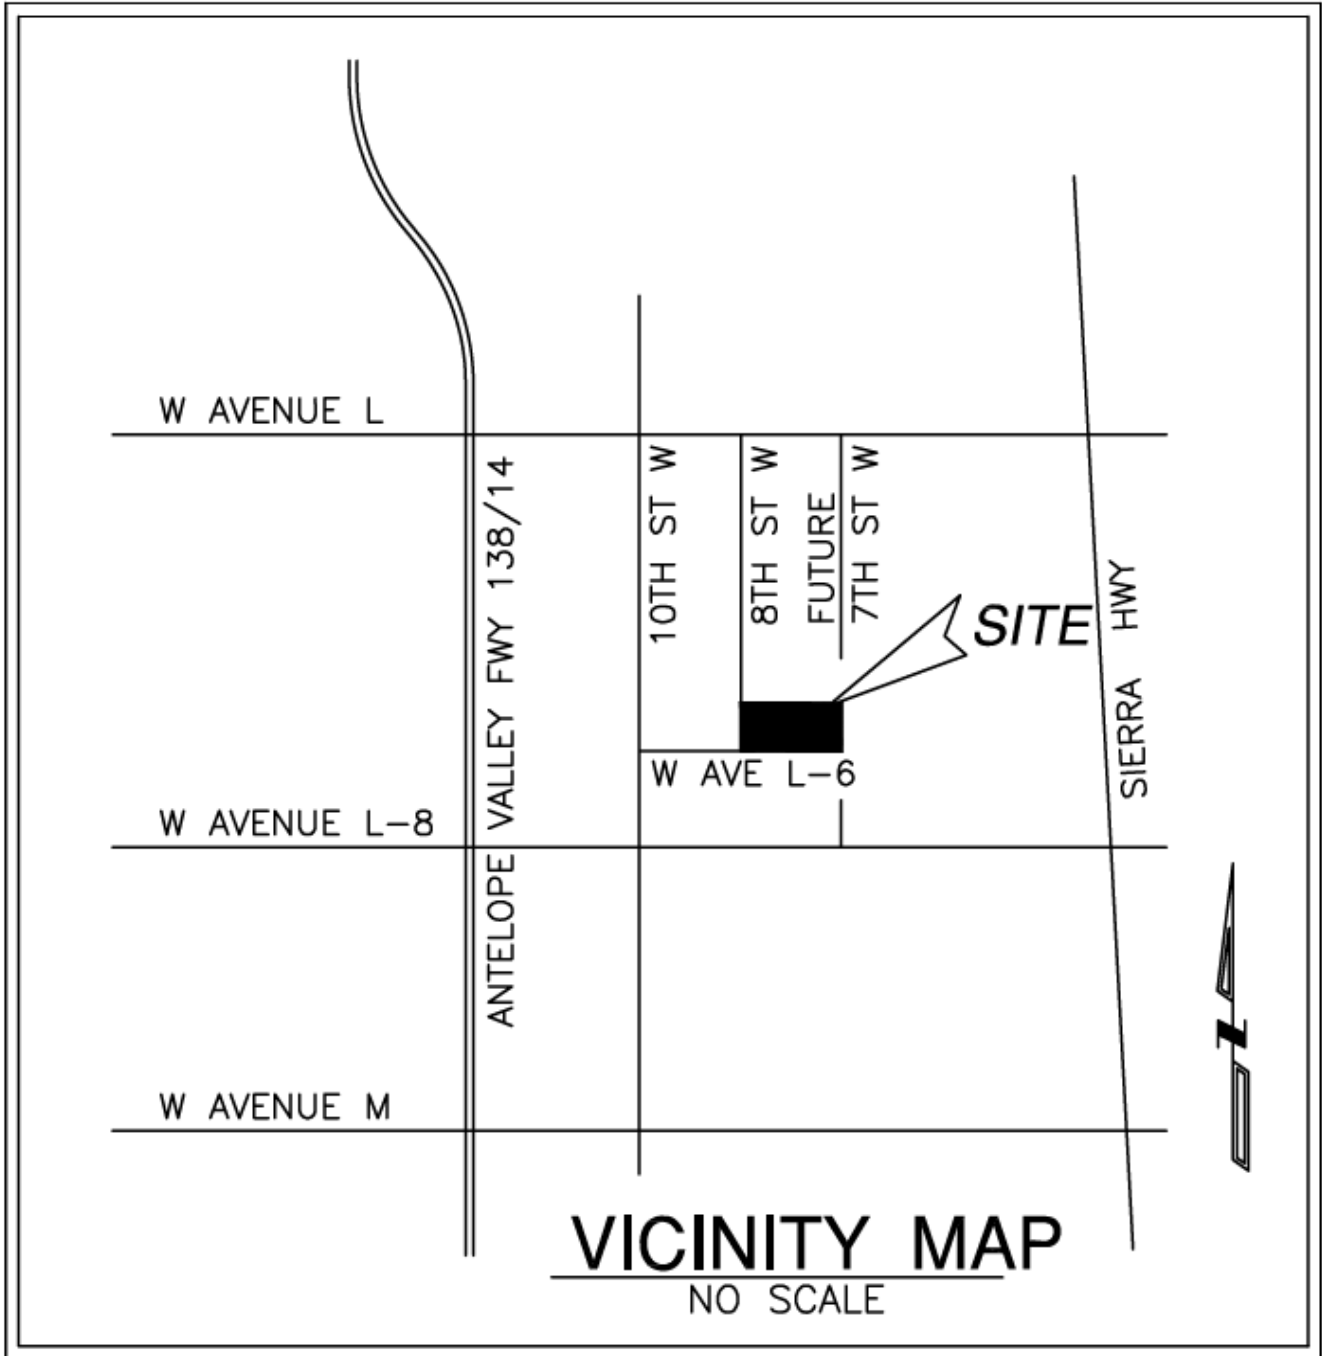 W AVENUE L
ANTELOPE VALLEY FWY 138/14
10TH ST W
8TH ST W
FUTURE
7TH ST W
SITE
SIERRA HWY
W AVE L-6
W AVENUE L-8
W AVENUE M
VICINITY MAP
NO SCALE